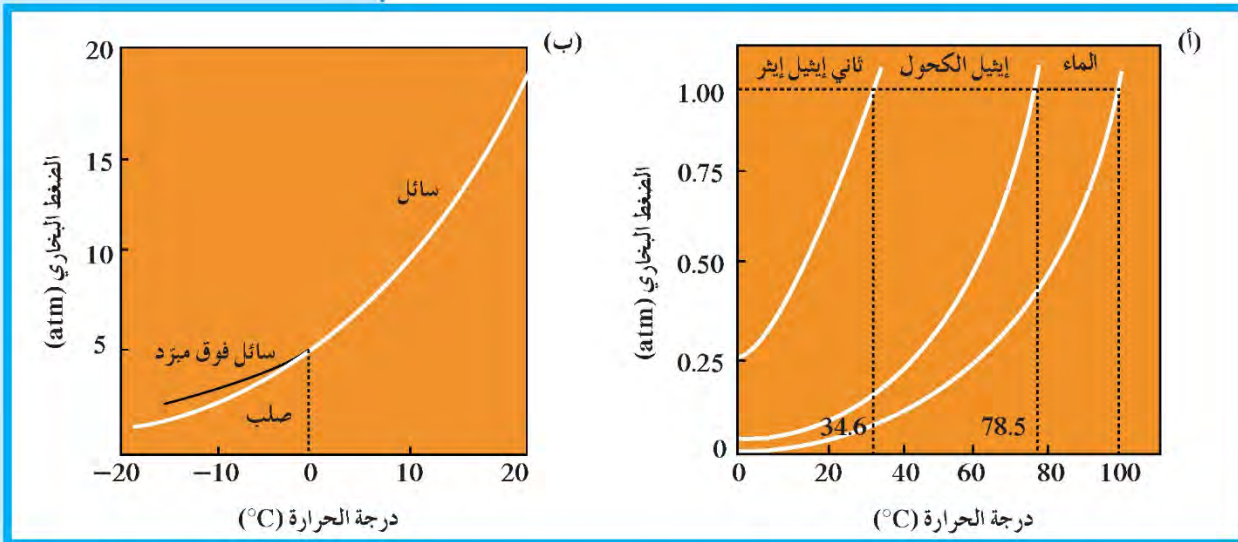 (أ)
الضغط البخاري (atm)
1.00
0.75
0.50
0.25
0
ثاني إيثيل إيثر
إيثيل الكحول
الماء
34.6
78.5
0
20
40
60
80
100
درجة الحرارة (°C)
(ب)
الضغط البخاري (atm)
20
15
10
5
سائل
سائل فوق مبرّد
صلب
−20
−10
0
10
20
درجة الحرارة (°C)